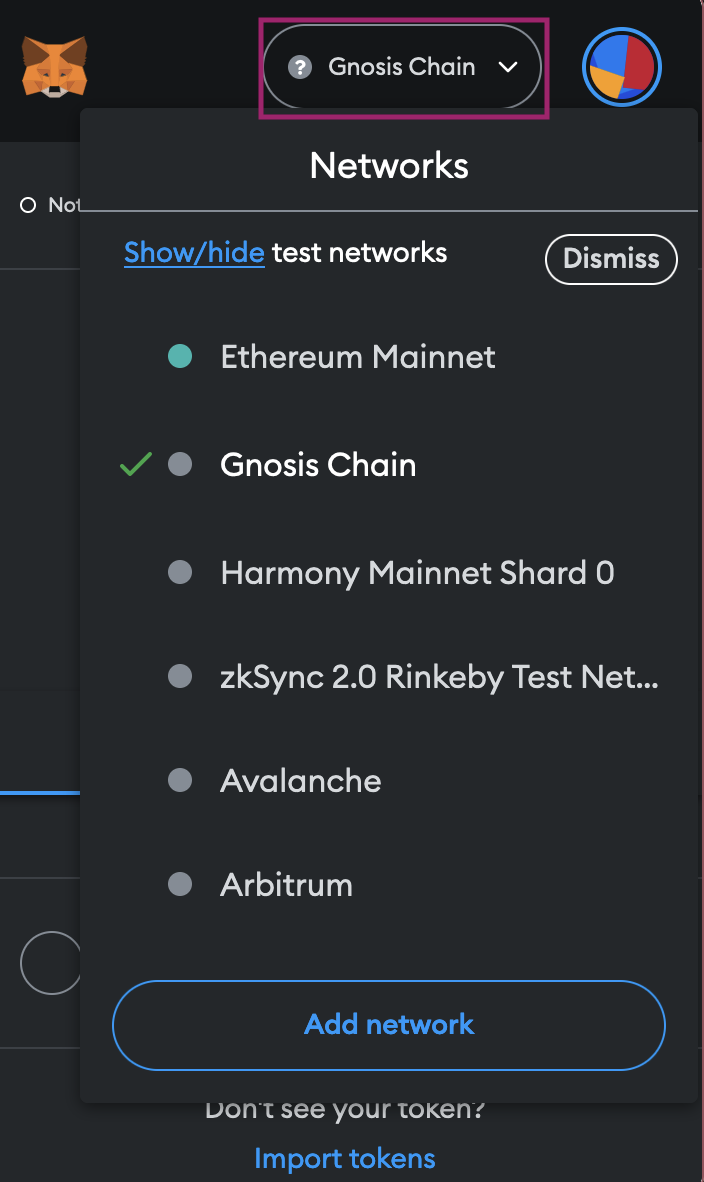 ? Gnosis Chain
Networks
Not
Show/hide test networks
Dismiss
Ethereum Mainnet
Gnosis Chain
Harmony Mainnet Shard 0
zkSync 2.0 Rinkeby Test Net...
Avalanche
Arbitrum
Add network
Don't see your token?
Import tokens